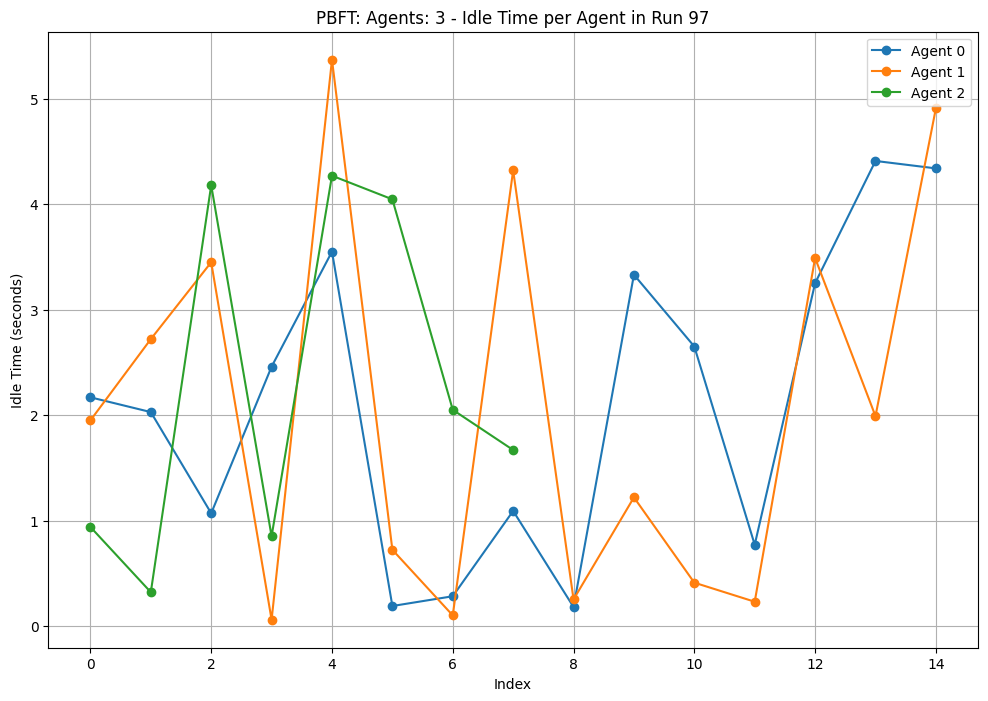 PBFT: Agents: 3 - Idle Time per Agent in Run 97
Agent 0
Agent 1
Agent 2
Idle Time (seconds)
5
4
3
2
1
0
0 2 4 6 8 10 12 14
Index